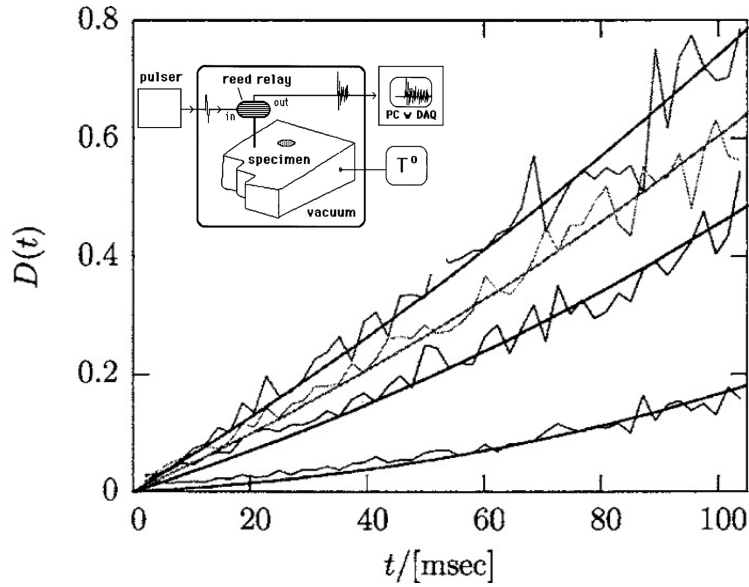 0.8
0.6
0.4
0.2
0
D(t)
pulser
reed relay
in
out
PC w DAQ
specimen
T°
vacuum
0
20
40
60
80
100
t/[msec]